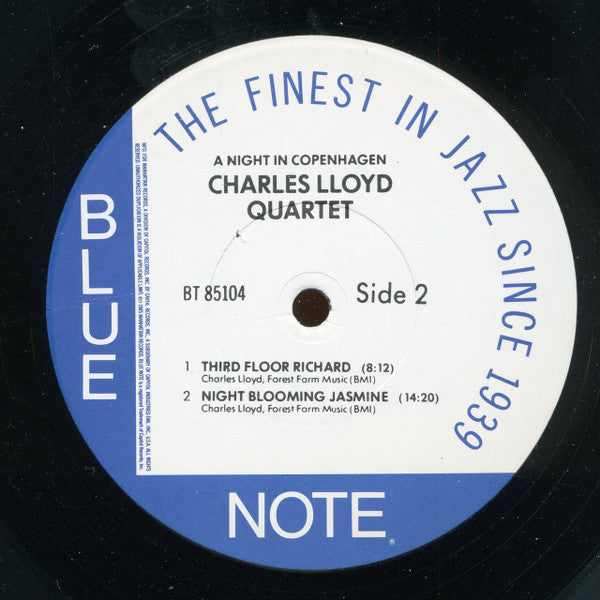 THE FINEST IN JAZZ SINCE 1939
A NIGHT IN COPENHAGEN
CHARLES LLOYD
QUARTET
BT 85104
Side 2
1 THIRD FLOOR RICHARD (8:12)
Charles Lloyd, Forest Farm Music (BMI)
2 NIGHT BLOOMING JASMINE (14:20)
Charles Lloyd, Forest Farm Music (BMI)
BLUE
NOTE®